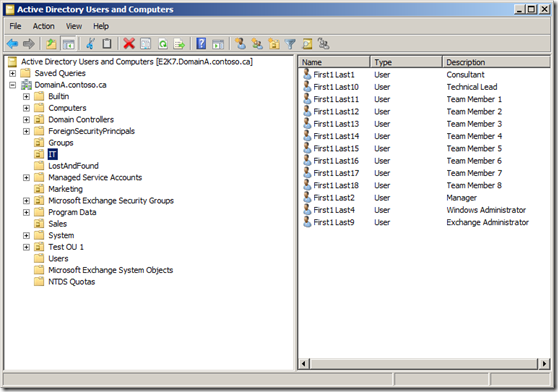 Active Directory Users and Computers
File Action View Help
Active Directory Users and Computers [E2K7.DomainA.contoso.ca]
Saved Queries
DomainA.contoso.ca
Builtin
Computers
Domain Controllers
ForeignSecurityPrincipals
Groups
IT
LostAndFound
Managed Service Accounts
Marketing
Microsoft Exchange Security Groups
Program Data
Sales
System
Test OU 1
Users
Microsoft Exchange System Objects
NTDS Quotas
Name Type Description
First1 Last1 User Consultant
First1 Last10 User Technical Lead
First1 Last11 User Team Member 1
First1 Last12 User Team Member 2
First1 Last13 User Team Member 3
First1 Last14 User Team Member 4
First1 Last15 User Team Member 5
First1 Last16 User Team Member 6
First1 Last17 User Team Member 7
First1 Last18 User Team Member 8
First1 Last2 User Manager
First1 Last4 User Windows Administrator
First1 Last9 User Exchange Administrator